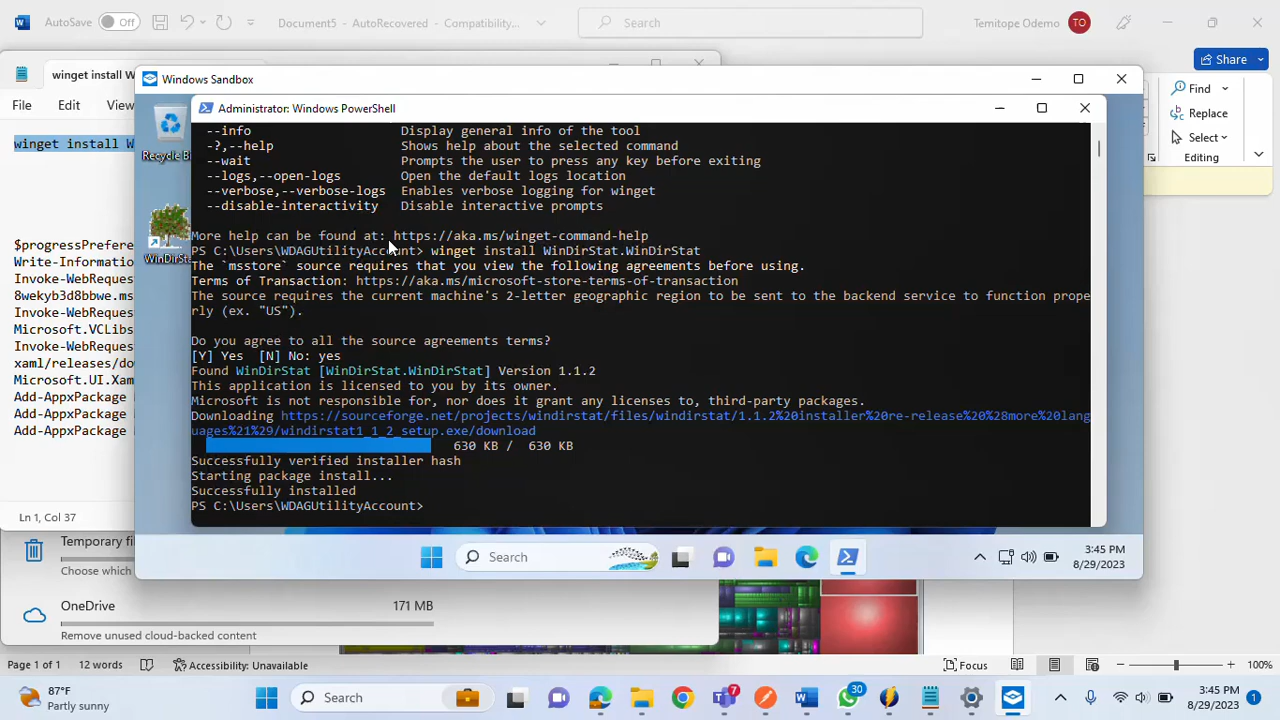 AutoSave Off Document5 • AutoRecovered - Compatibility... Search Temitope Odemo TO
Share
Find
Replace
Select
Editing
winget install W
File Edit View
winget install W
$progressPrefere
Write-Informatio
Invoke-WebReques
8wekyb3d8bbwe.ms
Invoke-WebReques
Microsoft.VCLibs
Invoke-WebReques
xaml/releases/do
Microsoft.UI.Xam
Add-AppxPackage
Add-AppxPackage
Add-AppxPackage
Ln 1, Col 37
Windows Sandbox
Recycle Bi
WinDirSta
Administrator: Windows PowerShell
--info Display general info of the tool
-?,--help Shows help about the selected command
--wait Prompts the user to press any key before exiting
--logs,--open-logs Open the default logs location
--verbose,--verbose-logs Enables verbose logging for winget
--disable-interactivity Disable interactive prompts
More help can be found at: https://aka.ms/winget-command-help
PS C:\Users\WDAGUtilityAccount> winget install WinDirStat.WinDirStat
The `msstore` source requires that you view the following agreements before using.
Terms of Transaction: https://aka.ms/microsoft-store-terms-of-transaction
The source requires the current machine's 2-letter geographic region to be sent to the backend service to function prope
rly (ex. "US").
Do you agree to all the source agreements terms?
[Y] Yes [N] No: yes
Found WinDirStat [WinDirStat.WinDirStat] Version 1.1.2
This application is licensed to you by its owner.
Microsoft is not responsible for, nor does it grant any licenses to, third-party packages.
Downloading https://sourceforge.net/projects/windirstat/files/windirstat/1.1.2%20installer%20re-release%20%28more%20lang
uages%21%29/windirstat1_1_2_setup.exe/download
630 KB / 630 KB
Successfully verified installer hash
Starting package install...
Successfully installed
PS C:\Users\WDAGUtilityAccount>
Search
3:45 PM
8/29/2023
Temporary fi
Choose which
OneDrive 171 MB
Remove unused cloud-backed content
Page 1 of 1 12 words Accessibility: Unavailable Focus 100%
87°F
Partly sunny
Search
7
30
3:45 PM
8/29/2023
1